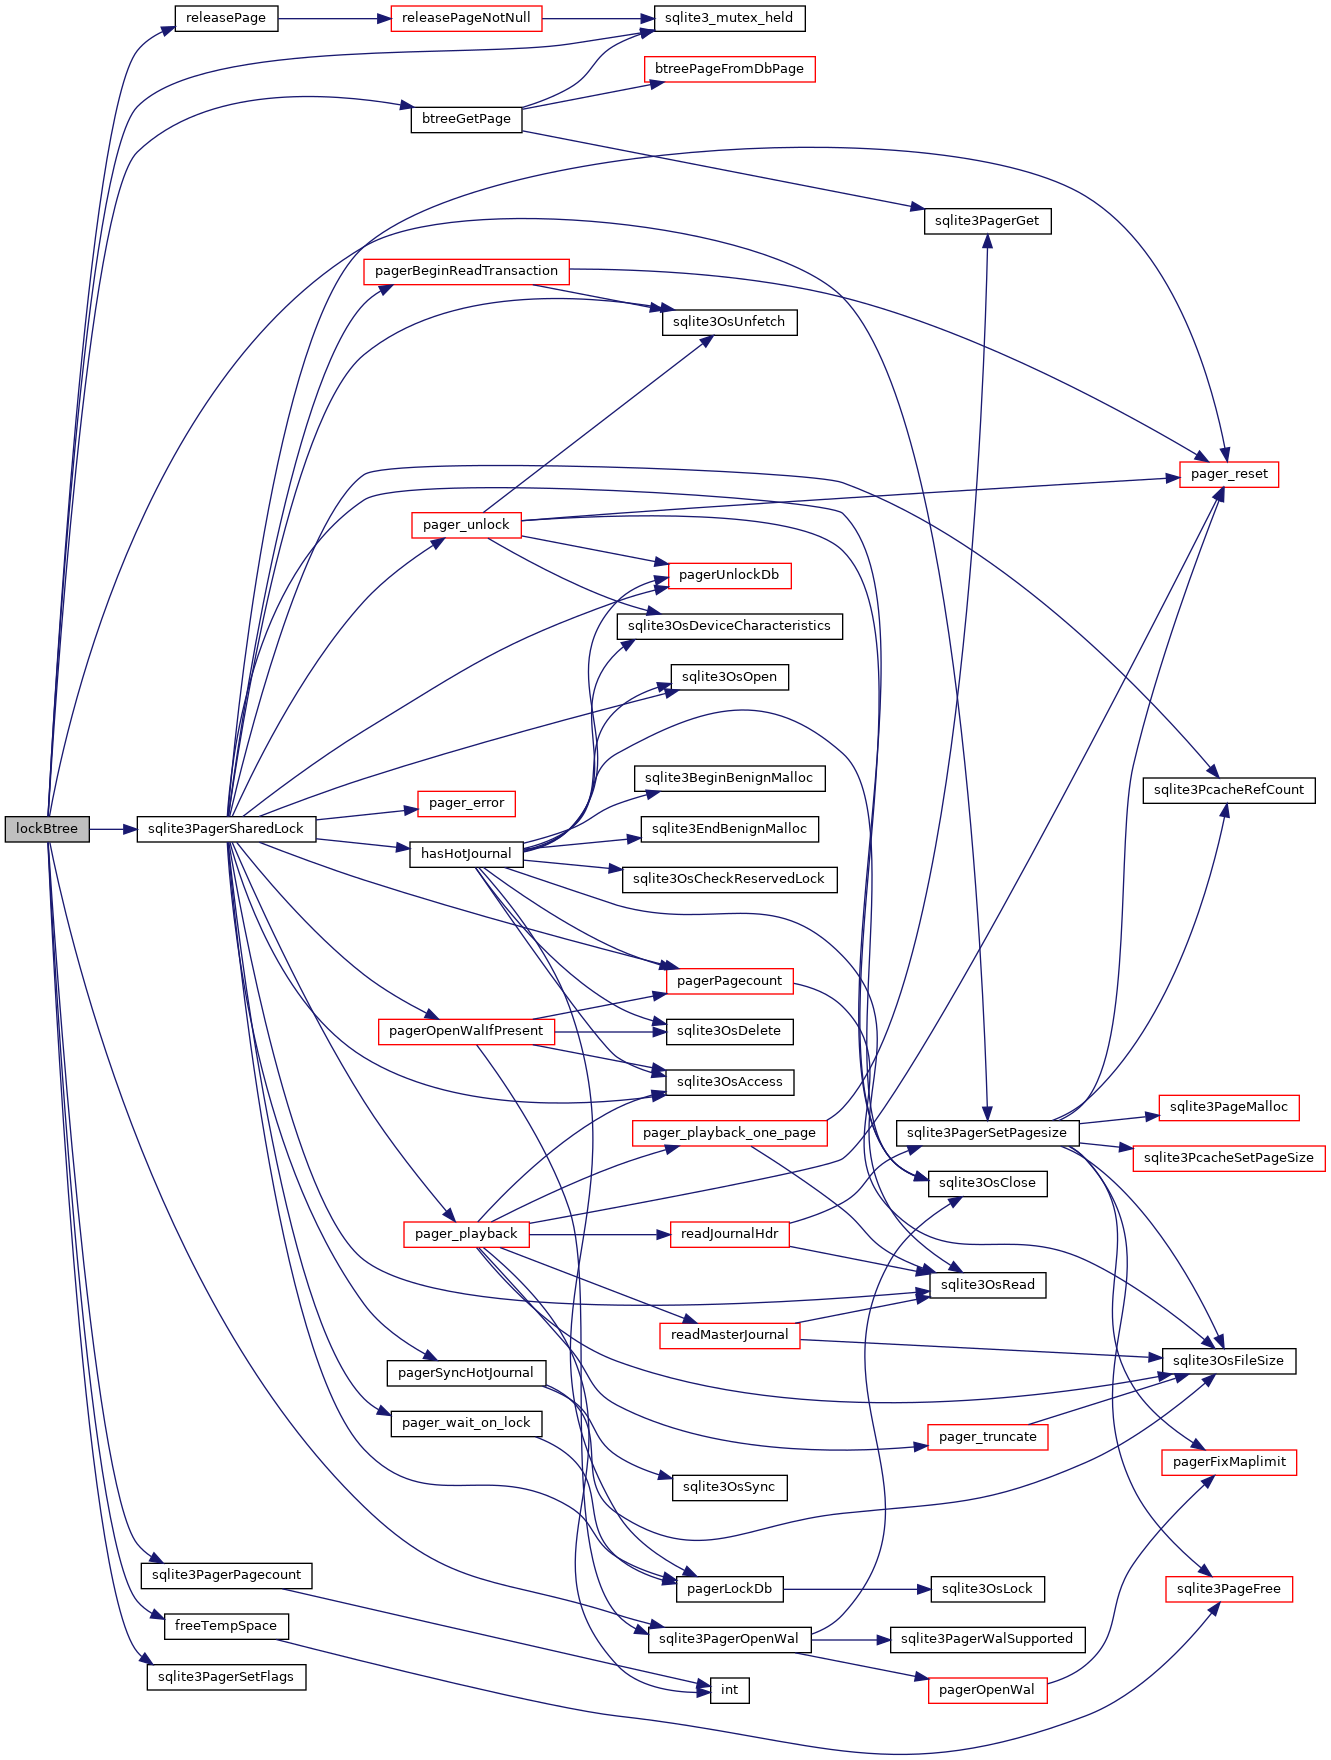 releasePage
releasePageNotNull
sqlite3_mutex_held
btreePageFromDbPage
btreeGetPage
sqlite3PagerGet
pagerBeginReadTransaction
sqlite3OsUnfetch
pager_reset
pager_unlock
pagerUnlockDb
sqlite3OsDeviceCharacteristics
sqlite3OsOpen
sqlite3BeginBenignMalloc
sqlite3PcacheRefCount
pager_error
lockBtree
sqlite3PagerSharedLock
sqlite3EndBenignMalloc
hasHotJournal
sqlite3OsCheckReservedLock
pagerPagecount
pagerOpenWalIfPresent
sqlite3OsDelete
sqlite3OsAccess
sqlite3PageMalloc
pager_playback_one_page
sqlite3PagerSetPagesize
sqlite3PcacheSetPageSize
sqlite3OsClose
pager_playback
readJournalHdr
sqlite3OsRead
readMasterJournal
sqlite3OsFileSize
pagerSyncHotJournal
pager_wait_on_lock
pager_truncate
pagerFixMaplimit
sqlite3OsSync
sqlite3PagerPagecount
pagerLockDb
sqlite3OsLock
sqlite3PageFree
freeTempSpace
sqlite3PagerOpenWal
sqlite3PagerWalSupported
sqlite3PagerSetFlags
int
pagerOpenWal